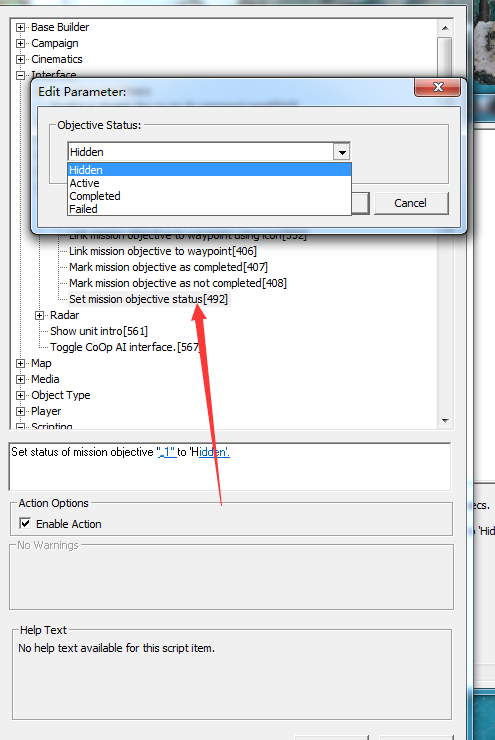 Base Builder
Campaign
Cinematics
Interface
Edit Parameter:
Objective Status:
Hidden
Hidden
Active
Completed
Failed
Cancel
Link mission objective to waypoint using icon[532]
Link mission objective to waypoint[406]
Mark mission objective as completed[407]
Mark mission objective as not completed[408]
Set mission objective status[492]
Radar
Show unit intro[561]
Toggle CoOp AI interface.[567]
Map
Media
Object Type
Player
Scripting
Set status of mission objective "_1" to 'Hidden'.
ecs.
'Hid
Action Options
Enable Action
No Warnings
Help Text
No help text available for this script item.